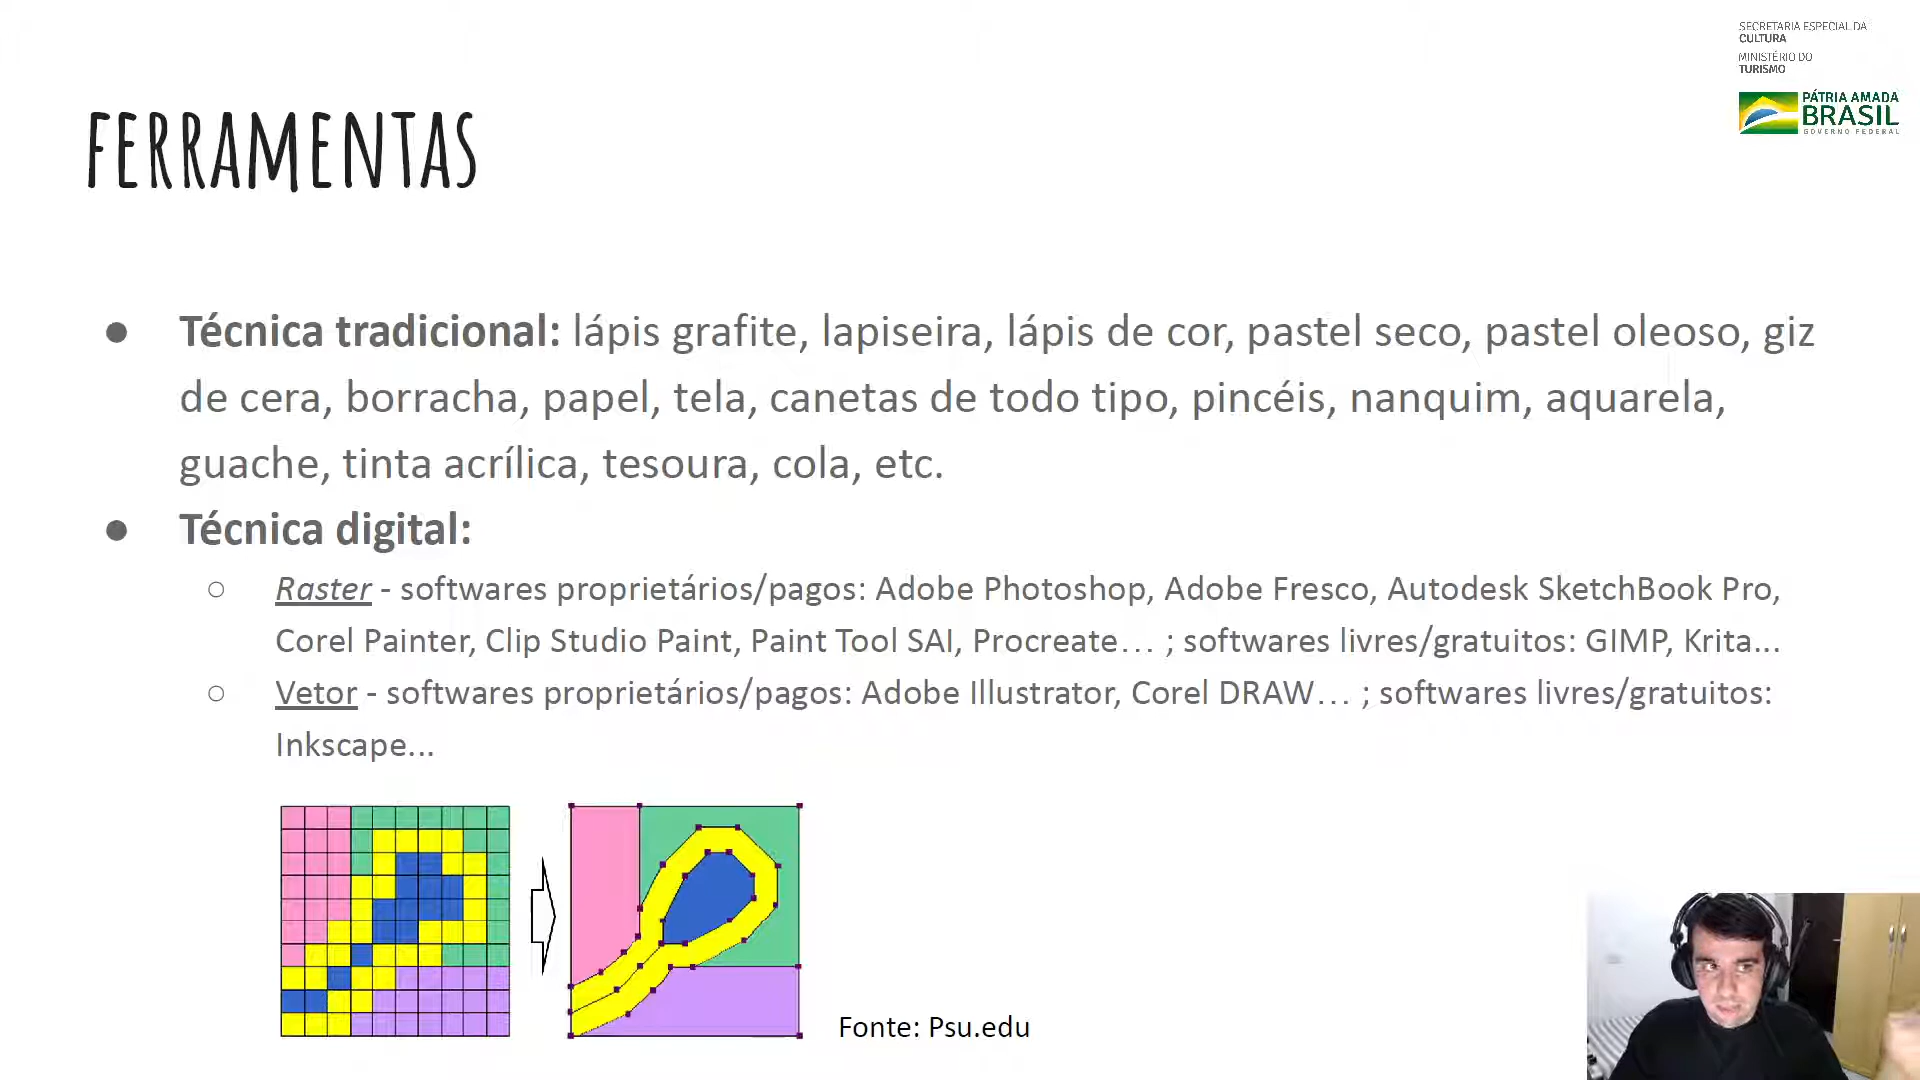 SECRETARIA ESPECIAL DA
CULTURA
MINISTÉRIO DO
TURISMO
PÁTRIA AMADA
BRASIL
GOVERNO FEDERAL
FERRAMENTAS
● Técnica tradicional: lápis grafite, lapiseira, lápis de cor, pastel seco, pastel oleoso, giz
de cera, borracha, papel, tela, canetas de todo tipo, pincéis, nanquim, aquarela,
guache, tinta acrílica, tesoura, cola, etc.
● Técnica digital:
○ Raster - softwares proprietários/pagos: Adobe Photoshop, Adobe Fresco, Autodesk SketchBook Pro,
Corel Painter, Clip Studio Paint, Paint Tool SAI, Procreate… ; softwares livres/gratuitos: GIMP, Krita...
○ Vetor - softwares proprietários/pagos: Adobe Illustrator, Corel DRAW… ; softwares livres/gratuitos:
Inkscape...
Fonte: Psu.edu